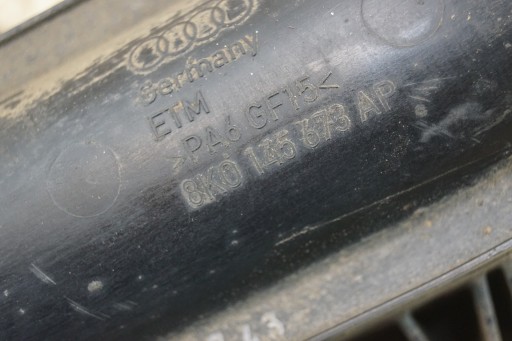 Germany
ETM
>PA6 GF15<
8K0 145 673 AP